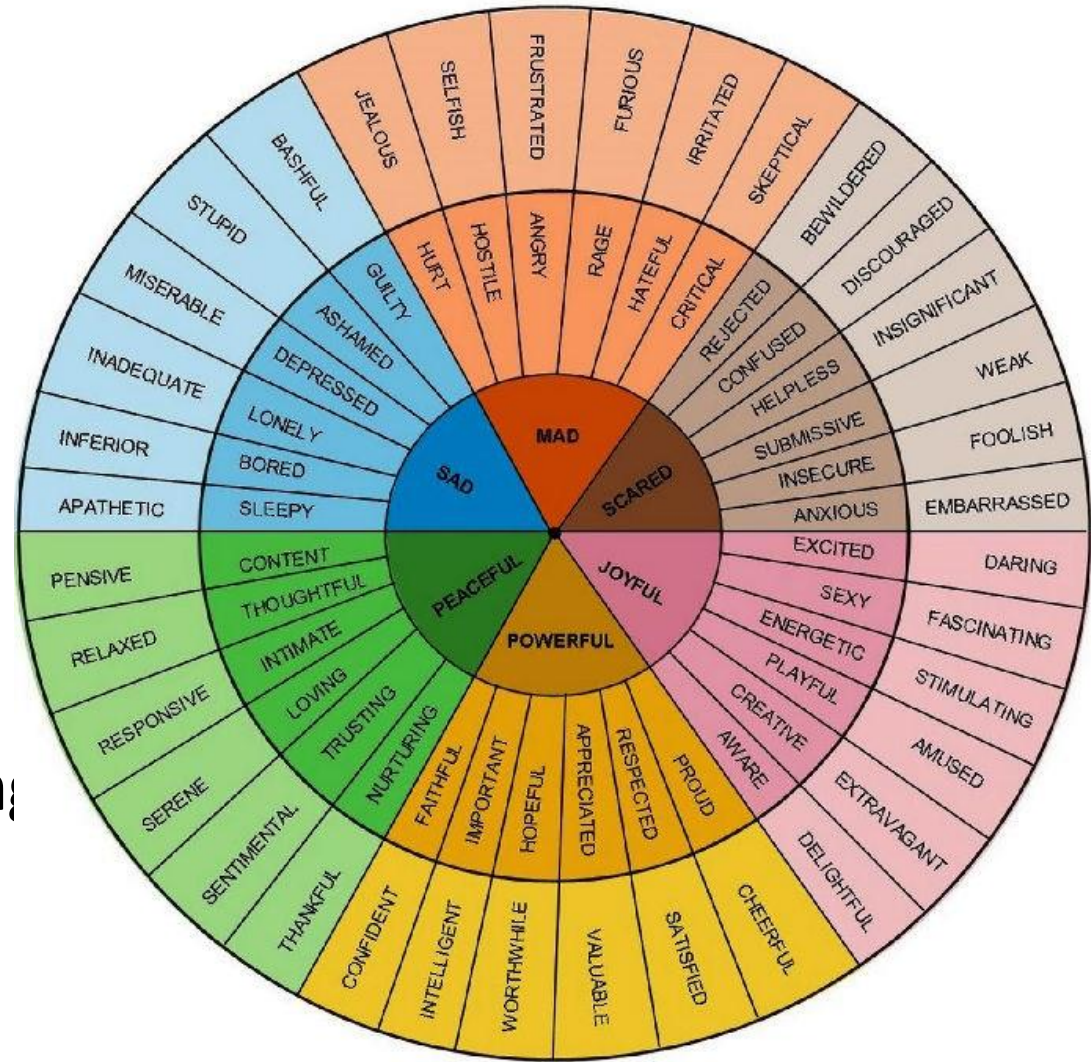 MAD
SCARED
JOYFUL
POWERFUL
PEACEFUL
SAD
HURT
HOSTILE
ANGRY
RAGE
HATEFUL
CRITICAL
REJECTED
CONFUSED
HELPLESS
SUBMISSIVE
INSECURE
ANXIOUS
EXCITED
SEXY
ENERGETIC
PLAYFUL
CREATIVE
AWARE
PROUD
RESPECTED
APPRECIATED
HOPEFUL
IMPORTANT
FAITHFUL
NURTURING
TRUSTING
LOVING
INTIMATE
THOUGHTFUL
CONTENT
SLEEPY
BORED
LONELY
DEPRESSED
ASHAMED
GUILTY
JEALOUS
SELFISH
FRUSTRATED
FURIOUS
IRRITATED
SKEPTICAL
BEWILDERED
DISCOURAGED
INSIGNIFICANT
WEAK
FOOLISH
EMBARRASSED
DARING
FASCINATING
STIMULATING
AMUSED
EXTRAVAGANT
DELIGHTFUL
CHEERFUL
SATISFIED
VALUABLE
WORTHWHILE
INTELLIGENT
CONFIDENT
THANKFUL
SENTIMENTAL
SERENE
RESPONSIVE
RELAXED
PENSIVE
APATHETIC
INFERIOR
INADEQUATE
MISERABLE
STUPID
BASHFUL